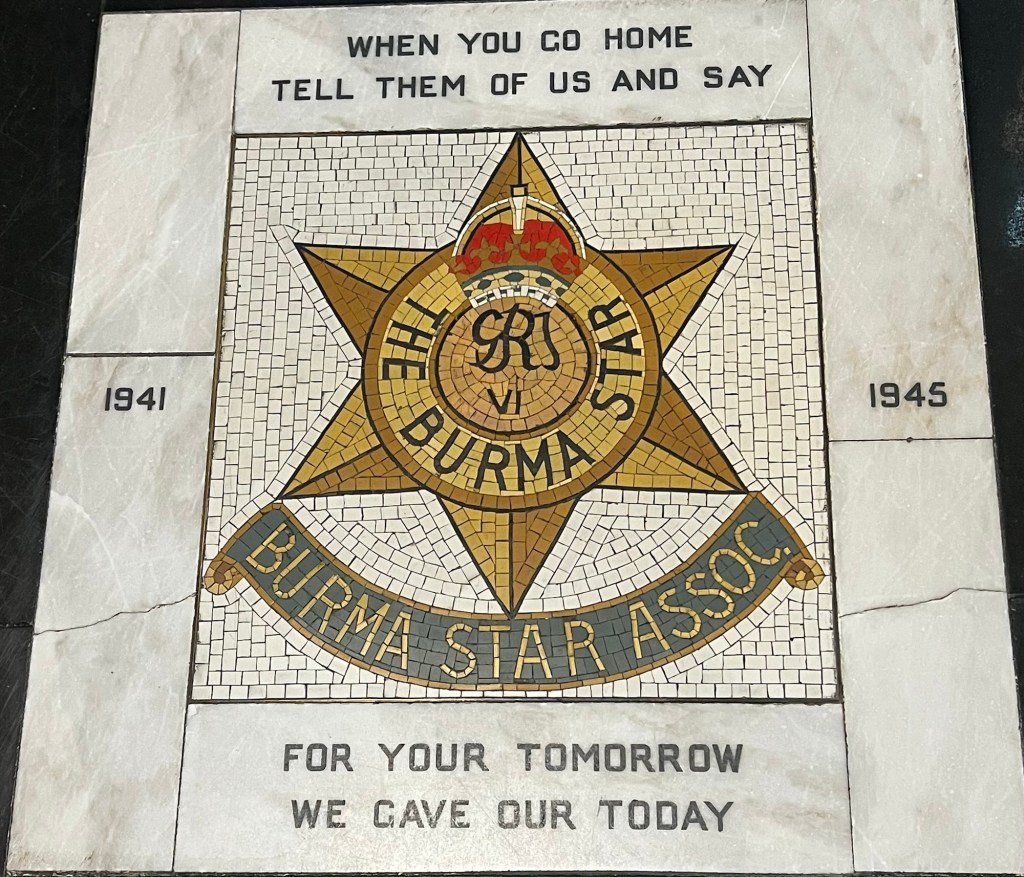 WHEN YOU GO HOME
TELL THEM OF US AND SAY
THE BURMA STAR
GRI
VI
1941
1945
BURMA STAR ASSOC.
FOR YOUR TOMORROW
WE GAVE OUR TODAY